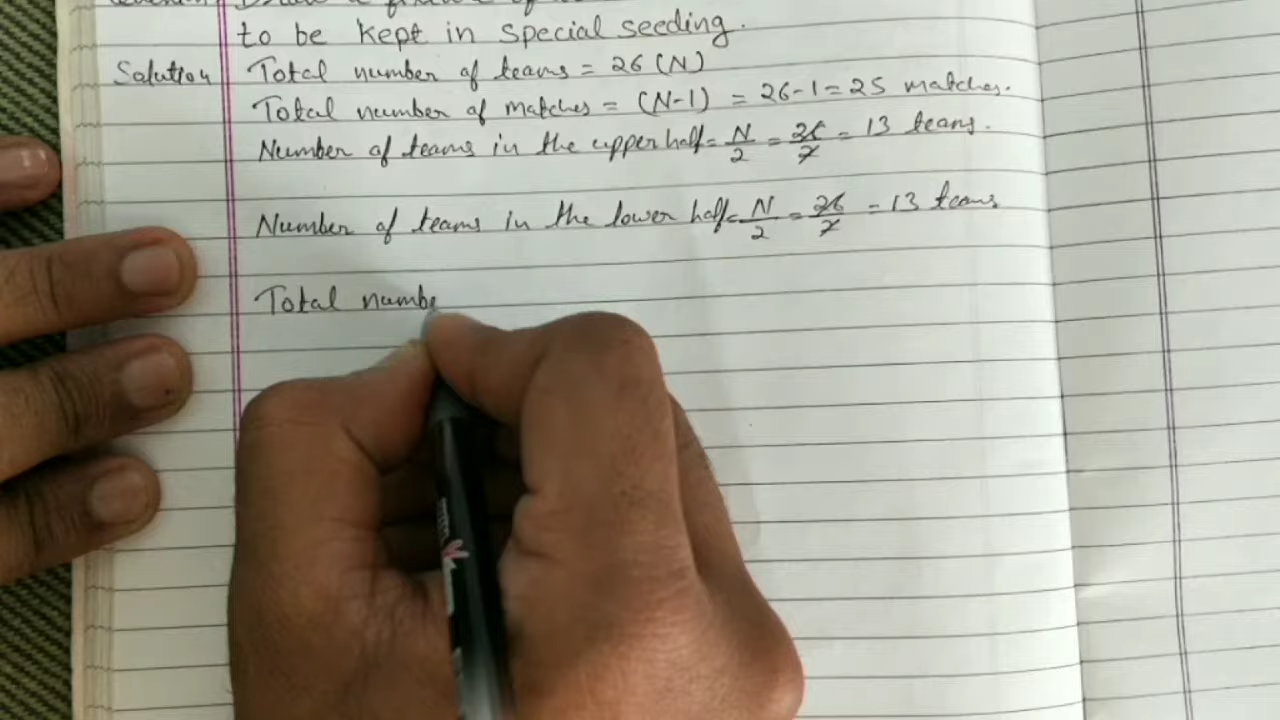 to be kept in special seeding.
Solution Total number of teams = 26 (N)
Total number of matches = (N-1) = 26-1 = 25 matches.
Number of teams in the upper half = N/2 = 26/2 = 13 teams.
Number of teams in the lower half = N/2 = 26/2 = 13 teams
Total numbe